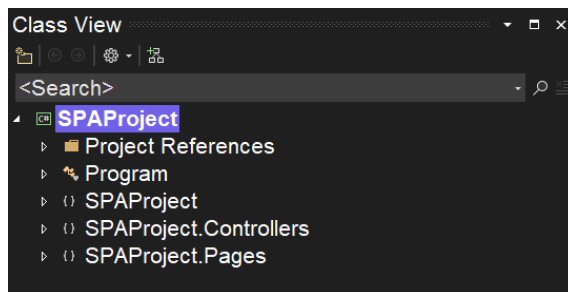 Class View
<Search>
C# SPAProject
Project References
Program
{} SPAProject
{} SPAProject.Controllers
{} SPAProject.Pages